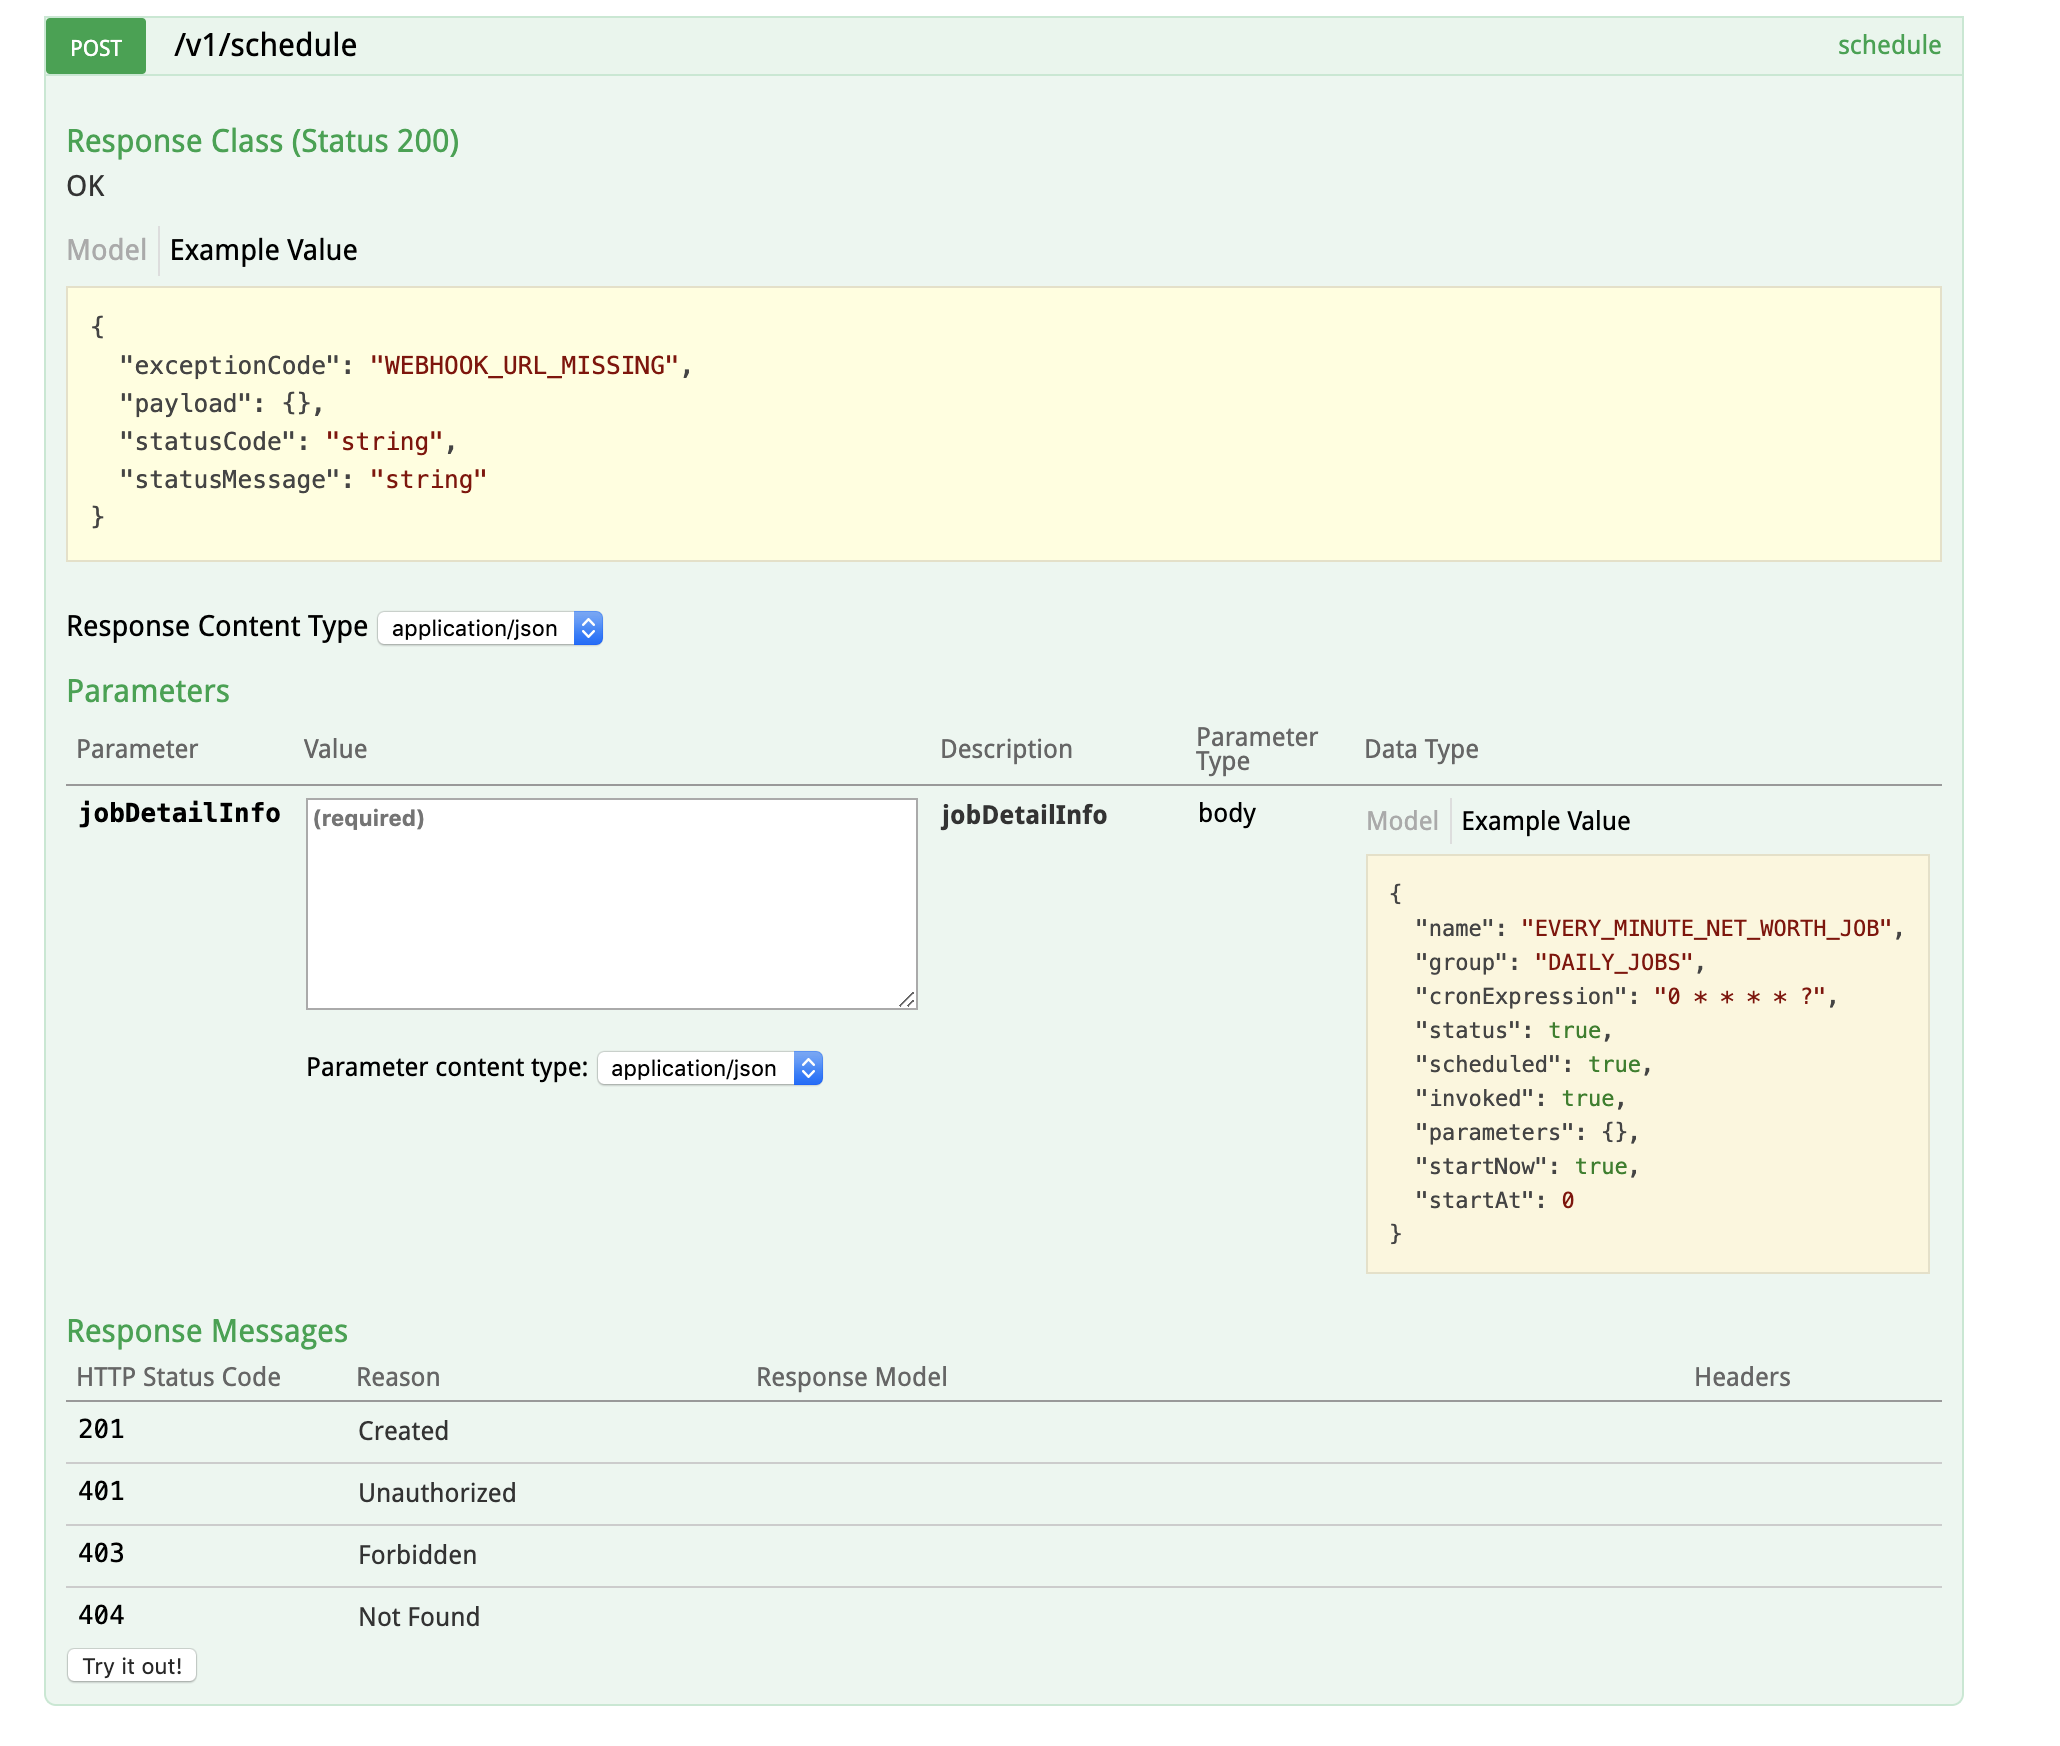 POST /v1/schedule schedule
Response Class (Status 200)
OK
Model Example Value
{
  "exceptionCode": "WEBHOOK_URL_MISSING",
  "payload": {},
  "statusCode": "string",
  "statusMessage": "string"
}
Response Content Type application/json
Parameters
Parameter Value Description Parameter Type Data Type
jobDetailInfo (required) jobDetailInfo body Model Example Value
{
  "name": "EVERY_MINUTE_NET_WORTH_JOB",
  "group": "DAILY_JOBS",
  "cronExpression": "0 * * * * ?",
  "status": true,
  "scheduled": true,
  "invoked": true,
  "parameters": {},
  "startNow": true,
  "startAt": 0
}
Parameter content type: application/json
Response Messages
HTTP Status Code Reason Response Model Headers
201 Created
401 Unauthorized
403 Forbidden
404 Not Found
Try it out!